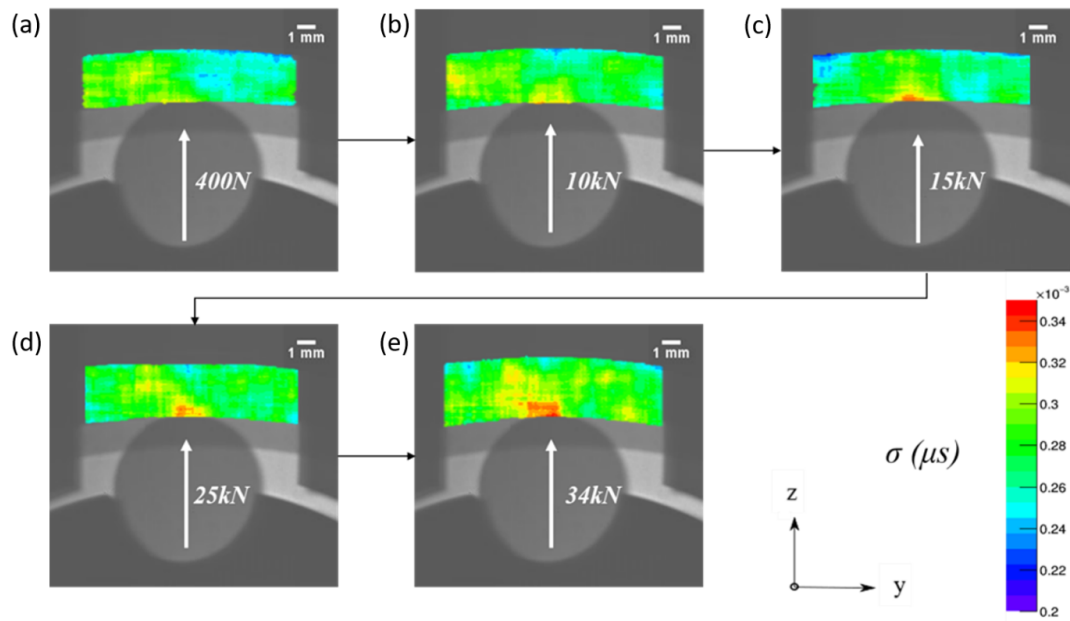 (a)
1 mm
400N
(b)
1 mm
10kN
(c)
1 mm
15kN
(d)
1 mm
25kN
(e)
1 mm
34kN
×10⁻³
0.34
0.32
0.3
0.28
0.26
0.24
0.22
0.2
σ (μs)
z
y